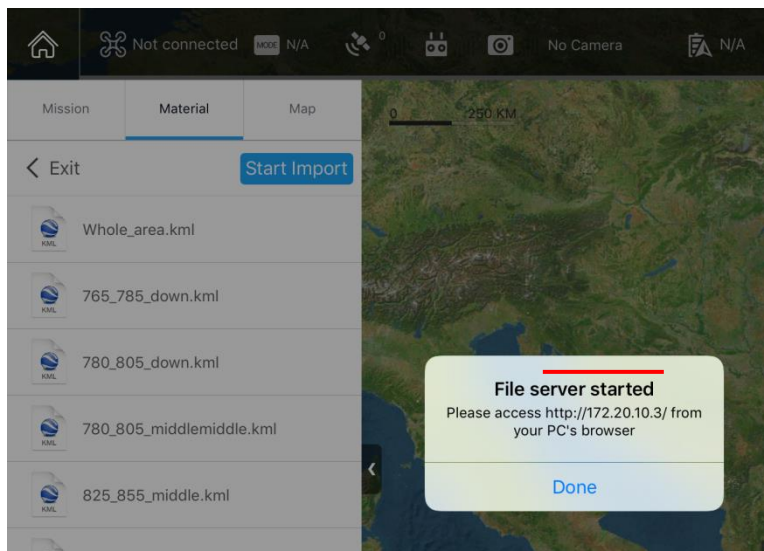 Not connected MODE N/A 0 No Camera N/A
Mission Material Map
0 250 KM
Exit Start Import
KML Whole_area.kml
KML 765_785_down.kml
KML 780_805_down.kml
KML 780_805_middlemiddle.kml
KML 825_855_middle.kml
File server started
Please access http://172.20.10.3/ from
your PC's browser
Done